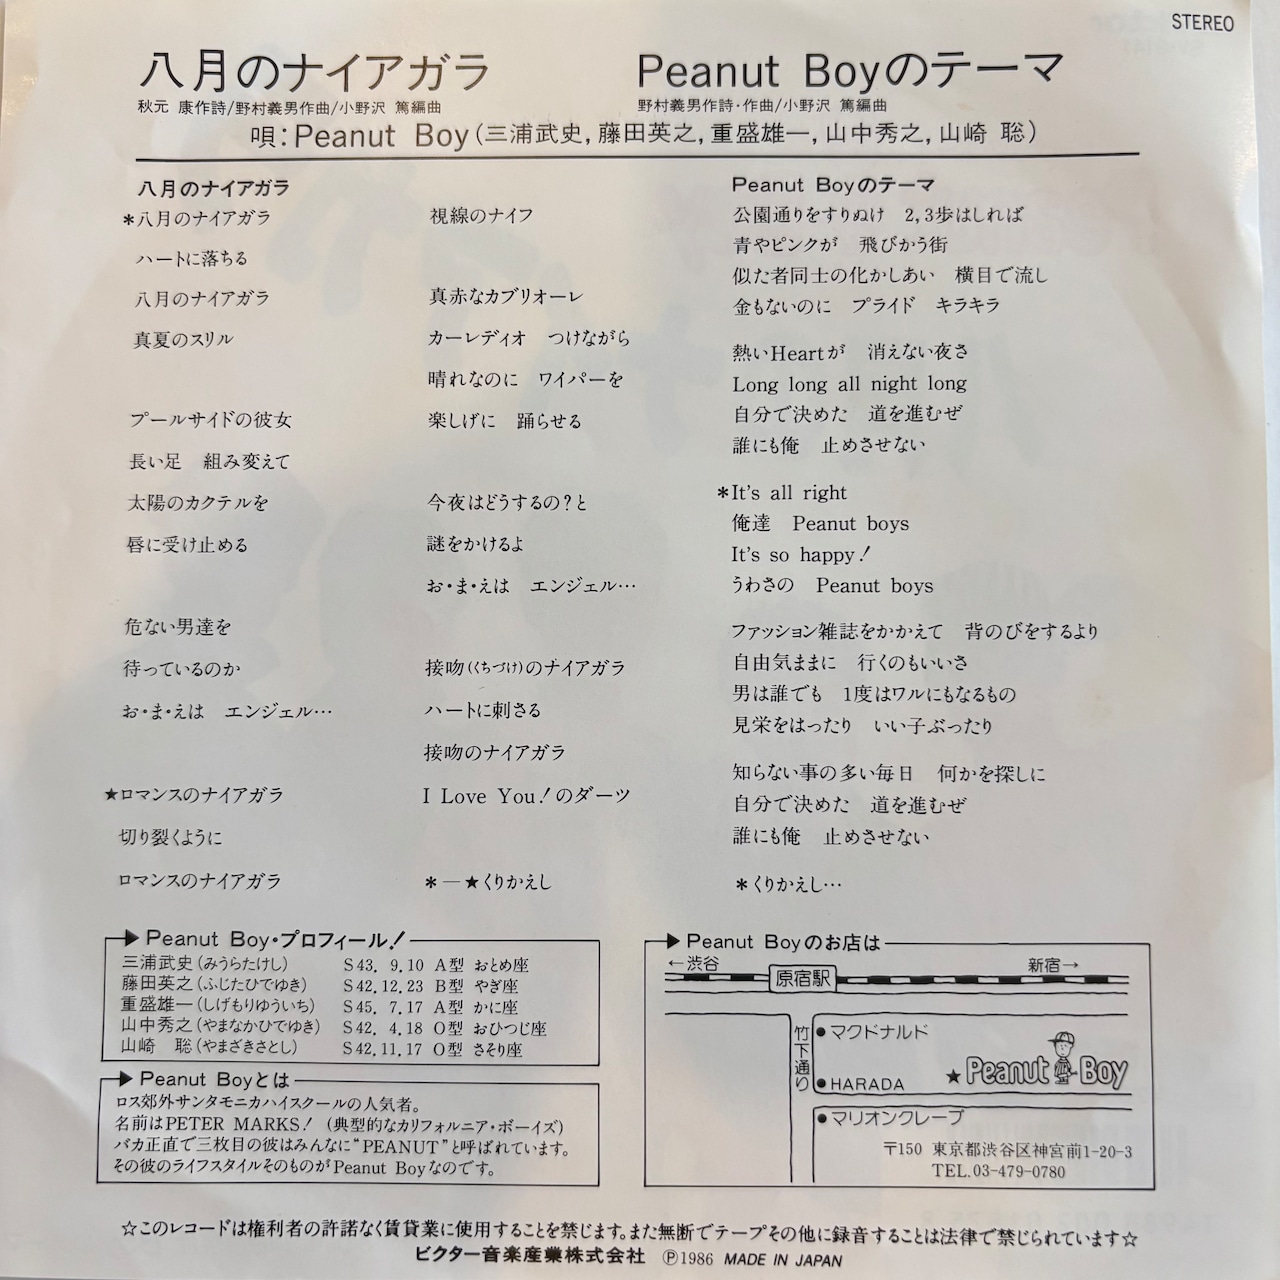 STEREO
八月のナイアガラ
秋元 康作詩/野村義男作曲/小野沢 篤編曲
Peanut Boyのテーマ
野村義男作詩・作曲/小野沢 篤編曲
唄：Peanut Boy（三浦武史，藤田英之，重盛雄一，山中秀之，山崎 聡）
八月のナイアガラ
＊八月のナイアガラ
ハートに落ちる
八月のナイアガラ
真夏のスリル
プールサイドの彼女
長い足　組み変えて
太陽のカクテルを
唇に受け止める
危ない男達を
待っているのか
お・ま・えは　エンジェル…
★ロマンスのナイアガラ
切り裂くように
ロマンスのナイアガラ
視線のナイフ
真赤なカブリオーレ
カーレディオ　つけながら
晴れなのに　ワイパーを
楽しげに　踊らせる
今夜はどうするの？と
謎をかけるよ
お・ま・えは　エンジェル…
接吻(くちづけ)のナイアガラ
ハートに刺さる
接吻のナイアガラ
I Love You！のダーツ
＊―★くりかえし
Peanut Boyのテーマ
公園通りをすりぬけ　2,3歩はしれば
青やピンクが　飛びかう街
似た者同士の化かしあい　横目で流し
金もないのに　プライド　キラキラ
熱いHeartが　消えない夜さ
Long long all night long
自分で決めた　道を進むぜ
誰にも俺　止めさせない
＊It's all right
俺達　Peanut boys
It's so happy！
うわさの　Peanut boys
ファッション雑誌をかかえて　背のびをするより
自由気ままに　行くのもいいさ
男は誰でも　1度はワルにもなるもの
見栄をはったり　いい子ぶったり
知らない事の多い毎日　何かを探しに
自分で決めた　道を進むぜ
誰にも俺　止めさせない
＊くりかえし…
Peanut Boy・プロフィール！
三浦武史（みうらたけし）　S43. 9.10 A型 おとめ座
藤田英之（ふじたひでゆき）　S42.12.23 B型 やぎ座
重盛雄一（しげもりゆういち）　S45. 7.17 A型 かに座
山中秀之（やまなかひでゆき）　S42. 4.18 O型 おひつじ座
山崎　聡（やまざきさとし）　S42.11.17 O型 さそり座
Peanut Boyとは
ロス郊外サンタモニカハイスクールの人気者。
名前はPETER MARKS！（典型的なカリフォルニア・ボーイズ）
バカ正直で三枚目の彼はみんなに“PEANUT”と呼ばれています。
その彼のライフスタイルそのものがPeanut Boyなのです。
Peanut Boyのお店は
←渋谷
原宿駅
新宿→
竹下通り
●マクドナルド
●HARADA
★Peanut Boy
●マリオンクレープ
〒150 東京都渋谷区神宮前1-20-3
TEL.03-479-0780
☆このレコードは権利者の許諾なく賃貸業に使用することを禁じます。また無断でテープその他に録音することは法律で禁じられています☆
ビクター音楽産業株式会社 Ⓟ1986 MADE IN JAPAN